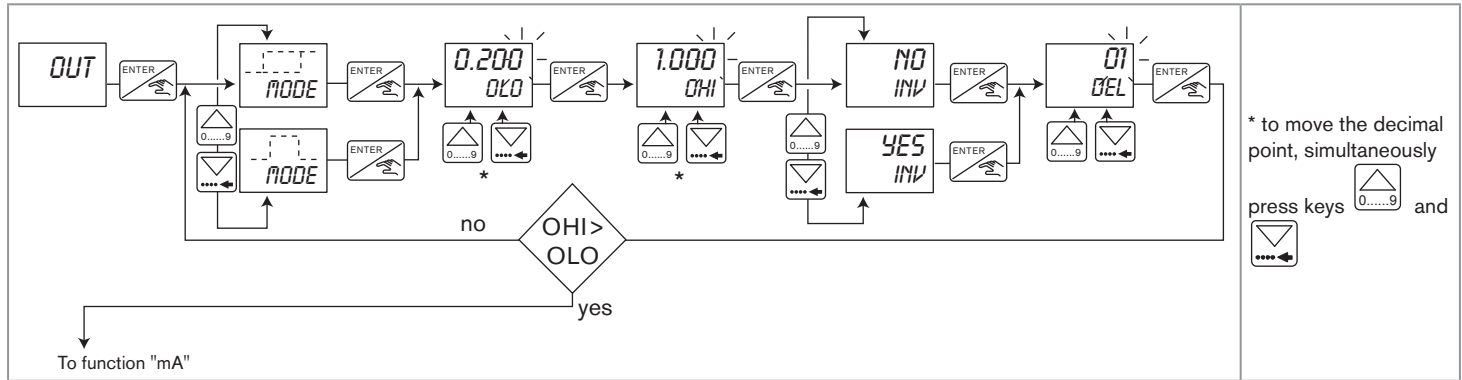 OUT
ENTER
0......9
MODE
ENTER
MODE
ENTER
0.200
OLO
0......9
*
ENTER
1.000
OHI
0......9
*
ENTER
0......9
NO
INV
ENTER
YES
INV
ENTER
01
DEL
0......9
ENTER
no
OHI>
OLO
yes
To function "mA"
* to move the decimal
point, simultaneously
press keys 0......9 and